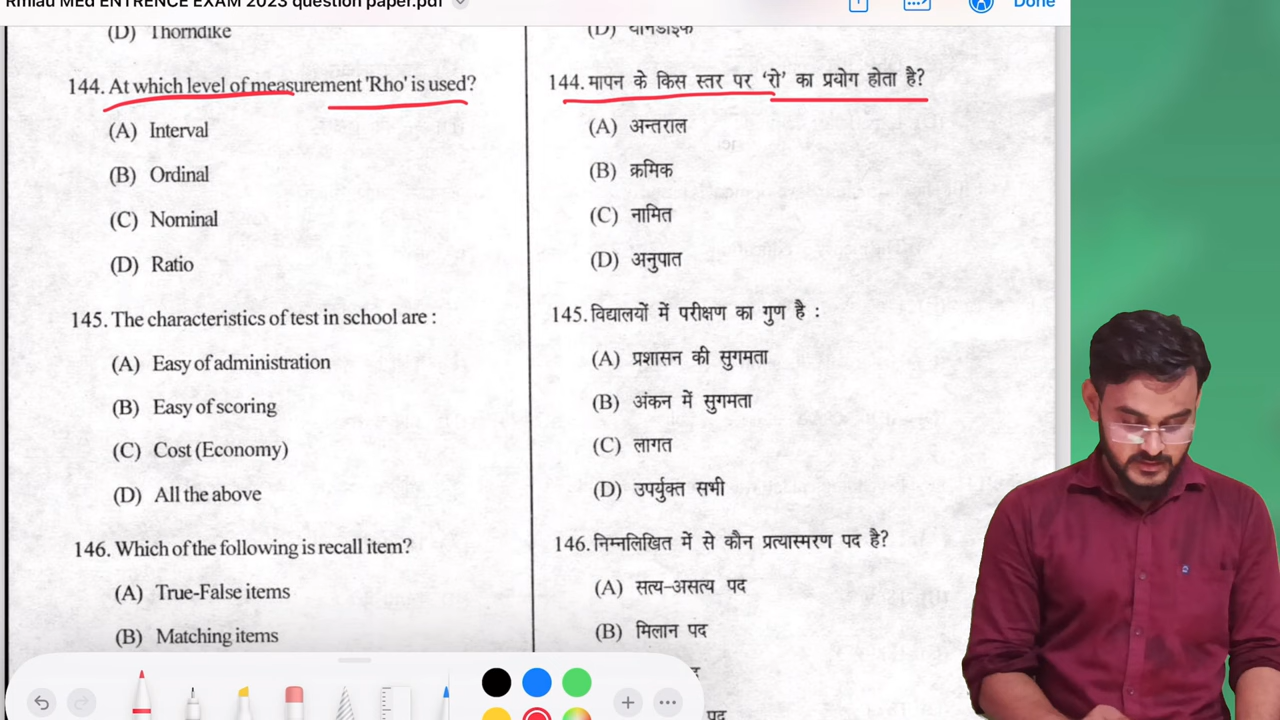 Rmlau MEd ENTRENCE EXAM 2023 question paper.pdf
Done
(D) Thorndike
144. At which level of measurement 'Rho' is used?
(A) Interval
(B) Ordinal
(C) Nominal
(D) Ratio
145. The characteristics of test in school are :
(A) Easy of administration
(B) Easy of scoring
(C) Cost (Economy)
(D) All the above
146. Which of the following is recall item?
(A) True-False items
(B) Matching items
(D) थॉर्नडाइक
144. मापन के किस स्तर पर ‘रो’ का प्रयोग होता है?
(A) अन्तराल
(B) क्रमिक
(C) नामित
(D) अनुपात
145. विद्यालयों में परीक्षण का गुण है :
(A) प्रशासन की सुगमता
(B) अंकन में सुगमता
(C) लागत
(D) उपर्युक्त सभी
146. निम्नलिखित में से कौन प्रत्यास्मरण पद है?
(A) सत्य-असत्य पद
(B) मिलान पद
पद